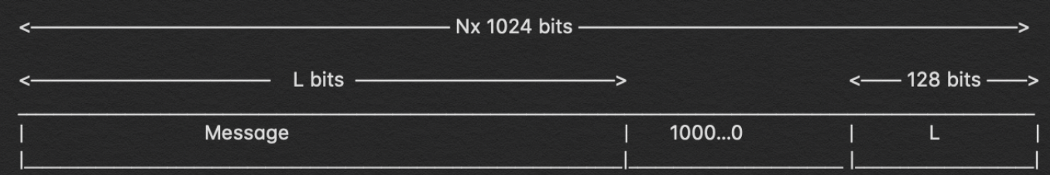 <—————————————— Nx 1024 bits ——————————————>
<———————— L bits ————————> <—— 128 bits ——>
| Message | 1000...0 | L |